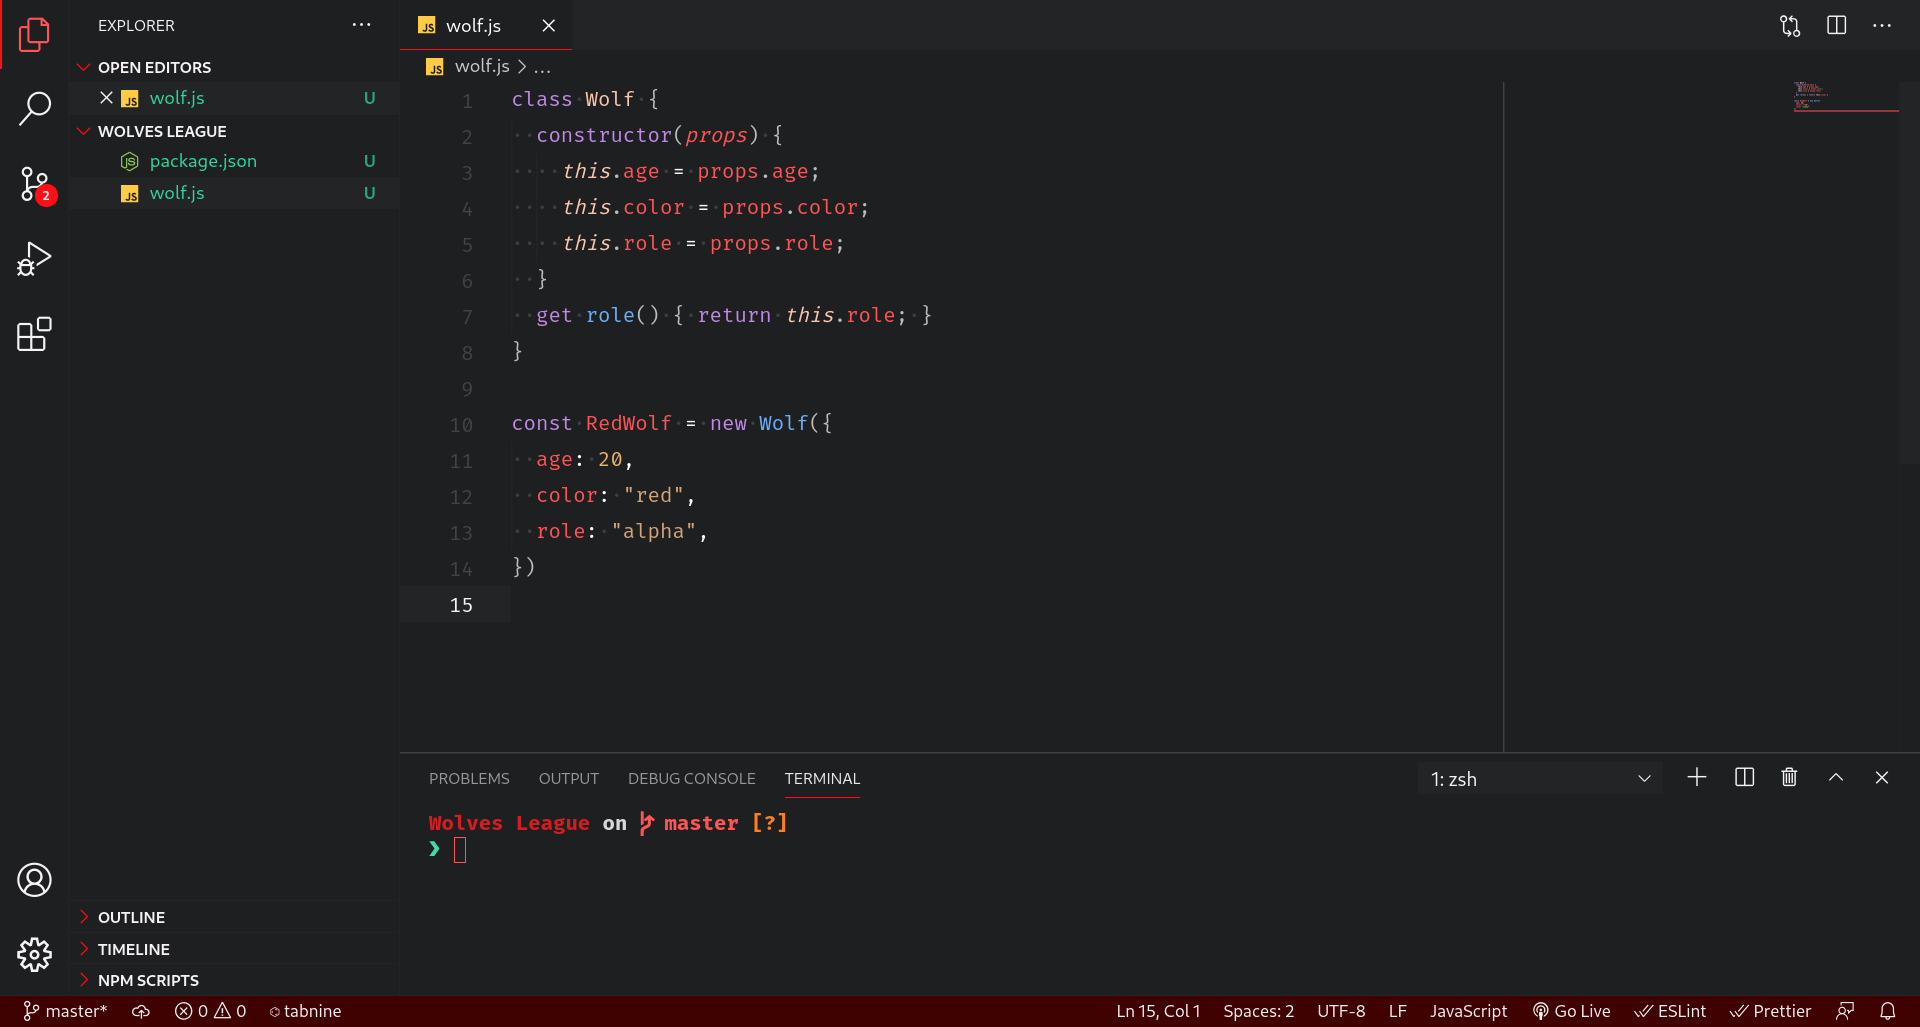 EXPLORER
OPEN EDITORS
JS wolf.js U
WOLVES LEAGUE
package.json U
JS wolf.js U
2
OUTLINE
TIMELINE
NPM SCRIPTS
JS wolf.js
JS wolf.js > ...
1 class Wolf {
2   constructor(props) {
3     this.age = props.age;
4     this.color = props.color;
5     this.role = props.role;
6   }
7   get role() { return this.role; }
8 }
9
10 const RedWolf = new Wolf({
11   age: 20,
12   color: "red",
13   role: "alpha",
14 })
15
PROBLEMS OUTPUT DEBUG CONSOLE TERMINAL 1: zsh
Wolves League on master [?]
❯
master* 0 0 tabnine Ln 15, Col 1 Spaces: 2 UTF-8 LF JavaScript Go Live ESLint Prettier